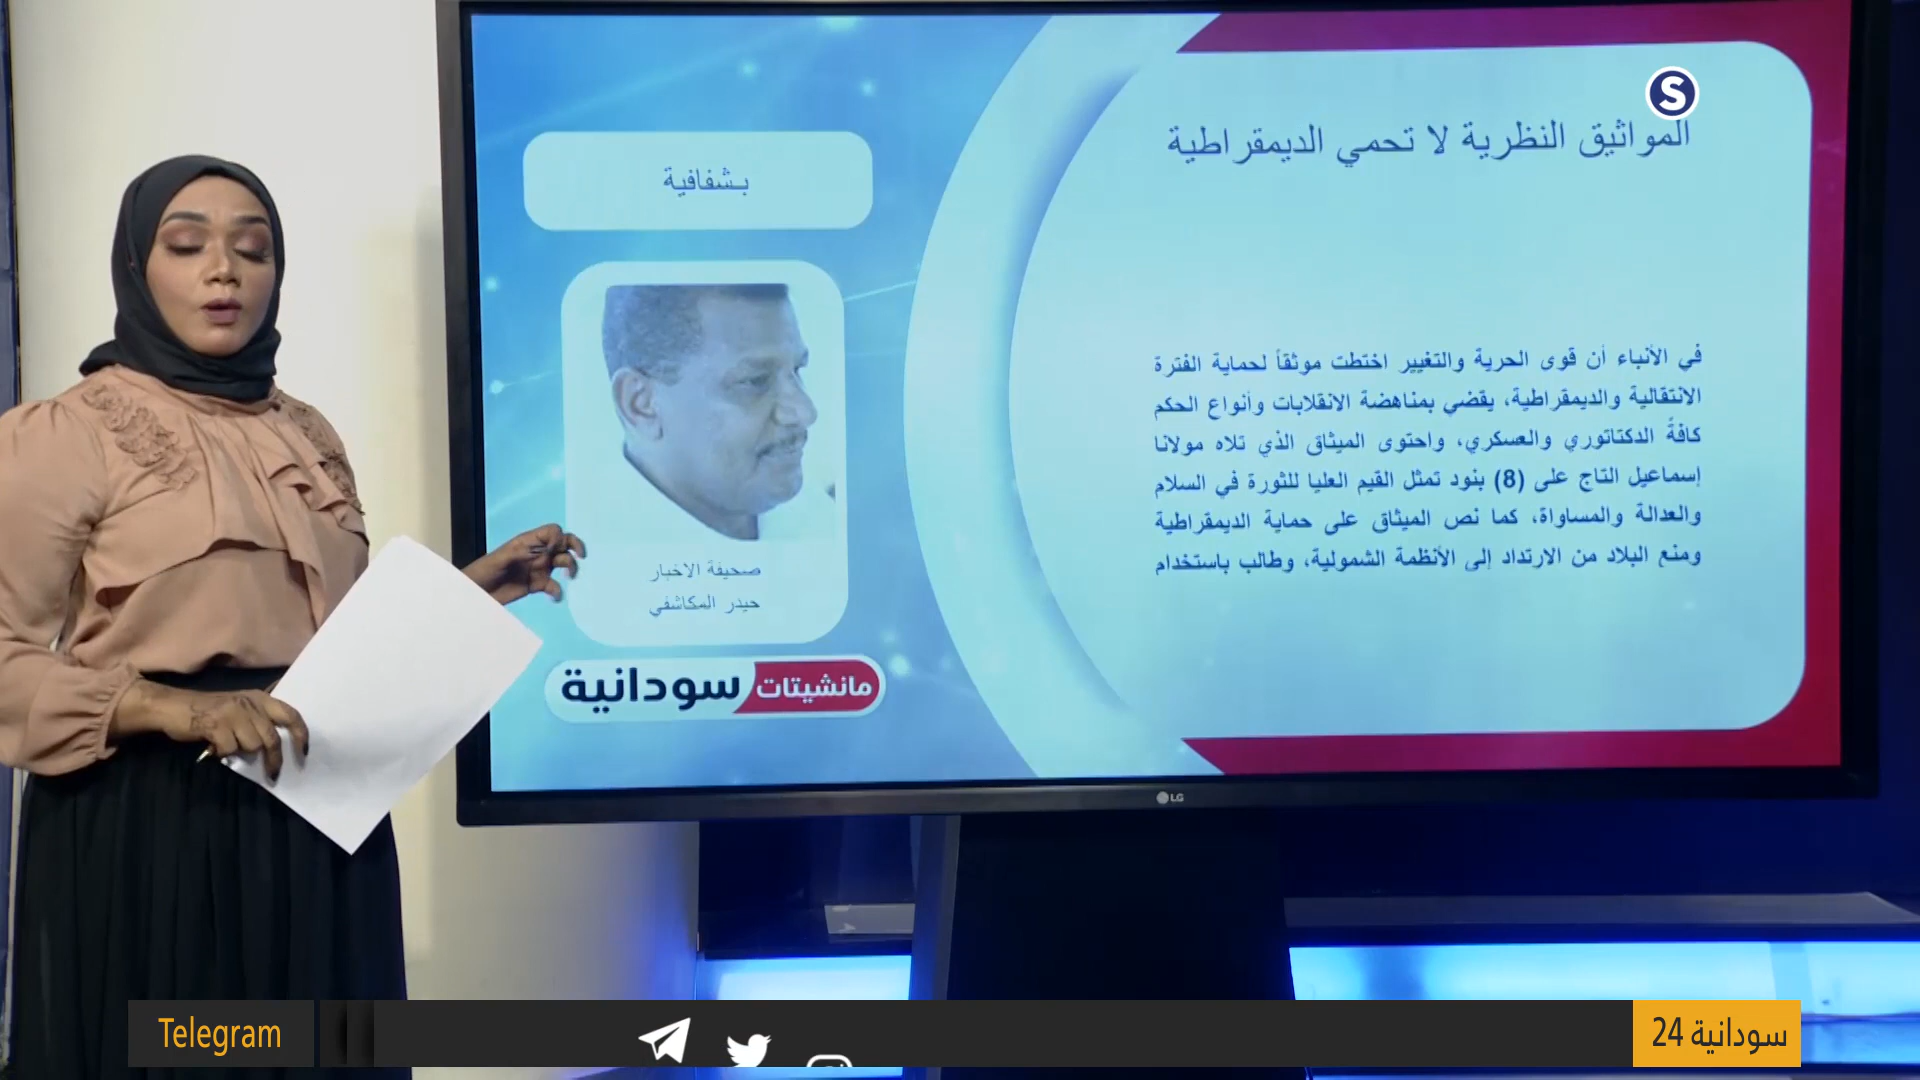 S
المواثيق النظرية لا تحمي الديمقراطية
بشفافية
في الأنباء أن قوى الحرية والتغيير اختطت موثقاً لحماية الفترة
الانتقالية والديمقراطية، يقضي بمناهضة الانقلابات وأنواع الحكم
كافةً الدكتاتوري والعسكري، واحتوى الميثاق الذي تلاه مولانا
إسماعيل التاج على (8) بنود تمثل القيم العليا للثورة في السلام
والعدالة والمساواة، كما نص الميثاق على حماية الديمقراطية
ومنع البلاد من الارتداد إلى الأنظمة الشمولية، وطالب باستخدام
صحيفة الاخبار
حيدر المكاشفي
مانشيتات سودانية
LG
Telegram
سودانية 24